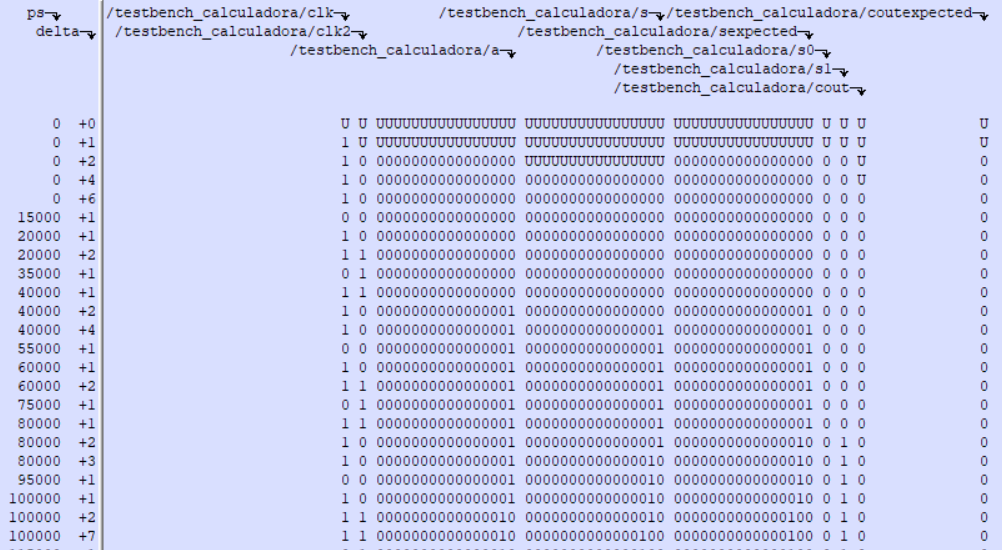 ps /testbench_calculadora/clk /testbench_calculadora/s /testbench_calculadora/coutexpected
delta /testbench_calculadora/clk2 /testbench_calculadora/sexpected
/testbench_calculadora/a /testbench_calculadora/s0
/testbench_calculadora/s1
/testbench_calculadora/cout
0 +0 U U UUUUUUUUUUUUUUUU UUUUUUUUUUUUUUUU UUUUUUUUUUUUUUUU U U U U
0 +1 1 U UUUUUUUUUUUUUUUU UUUUUUUUUUUUUUUU UUUUUUUUUUUUUUUU U U U U
0 +2 1 0 0000000000000000 UUUUUUUUUUUUUUUU 0000000000000000 0 0 U 0
0 +4 1 0 0000000000000000 0000000000000000 0000000000000000 0 0 U 0
0 +6 1 0 0000000000000000 0000000000000000 0000000000000000 0 0 0 0
15000 +1 0 0 0000000000000000 0000000000000000 0000000000000000 0 0 0 0
20000 +1 1 0 0000000000000000 0000000000000000 0000000000000000 0 0 0 0
20000 +2 1 1 0000000000000000 0000000000000000 0000000000000000 0 0 0 0
35000 +1 0 1 0000000000000000 0000000000000000 0000000000000000 0 0 0 0
40000 +1 1 1 0000000000000000 0000000000000000 0000000000000000 0 0 0 0
40000 +2 1 0 0000000000000001 0000000000000000 0000000000000001 0 0 0 0
40000 +4 1 0 0000000000000001 0000000000000001 0000000000000001 0 0 0 0
55000 +1 0 0 0000000000000001 0000000000000001 0000000000000001 0 0 0 0
60000 +1 1 0 0000000000000001 0000000000000001 0000000000000001 0 0 0 0
60000 +2 1 1 0000000000000001 0000000000000001 0000000000000001 0 0 0 0
75000 +1 0 1 0000000000000001 0000000000000001 0000000000000001 0 0 0 0
80000 +1 1 1 0000000000000001 0000000000000001 0000000000000001 0 0 0 0
80000 +2 1 0 0000000000000001 0000000000000001 0000000000000010 0 1 0 0
80000 +3 1 0 0000000000000001 0000000000000010 0000000000000010 0 1 0 0
95000 +1 0 0 0000000000000001 0000000000000010 0000000000000010 0 1 0 0
100000 +1 1 0 0000000000000001 0000000000000010 0000000000000010 0 1 0 0
100000 +2 1 1 0000000000000010 0000000000000010 0000000000000100 0 1 0 0
100000 +7 1 1 0000000000000010 0000000000000100 0000000000000100 0 1 0 0